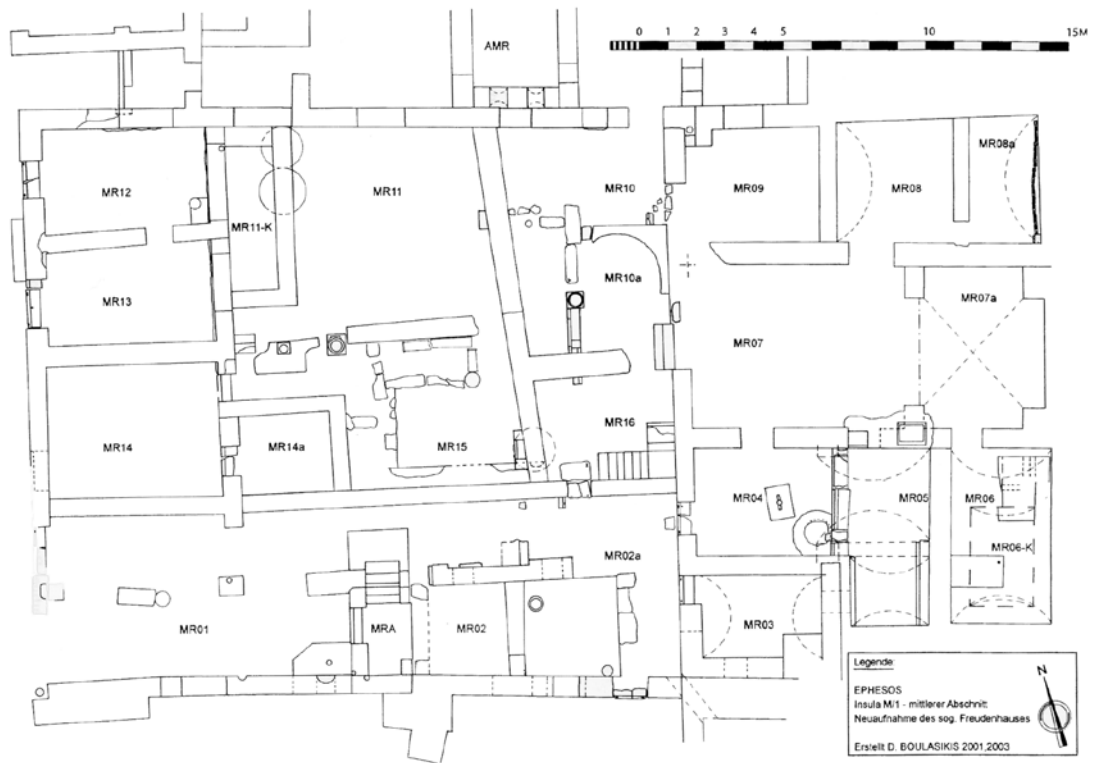 0 1 2 3 4 5 10 15M
AMR
MR12
MR11
MR10
MR09
MR08
MR08a
MR11-K
MR13
MR10a
MR07a
MR07
MR14
MR14a
MR15
MR16
MR04
MR05
MR06
MR06-K
MR02a
MR01
MRA
MR02
MR03
Legende
EPHESOS
Insula M/1 - mittlerer Abschnitt
Neuaufnahme des sog. Freudenhauses
Erstellt D. BOULASIKIS 2001,2003
N